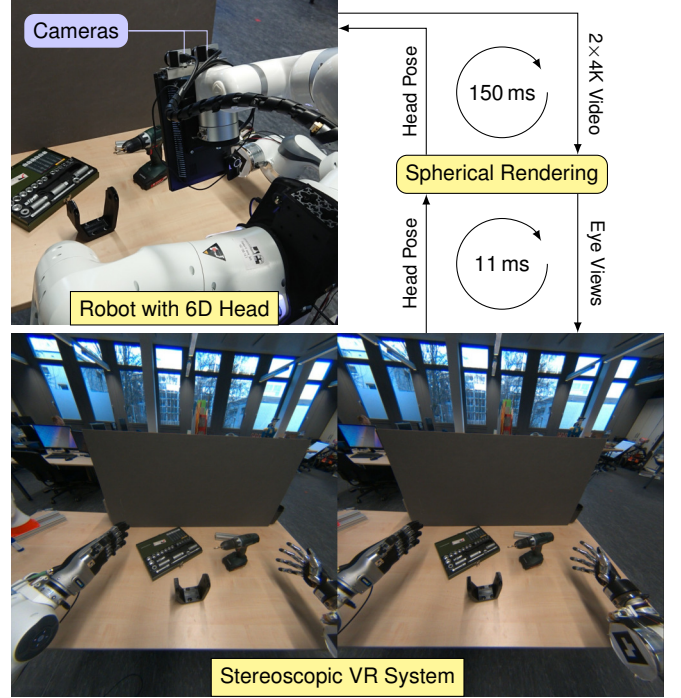 Cameras
Head Pose
150 ms
2×4K Video
Spherical Rendering
Head Pose
11 ms
Eye Views
Robot with 6D Head
Stereoscopic VR System